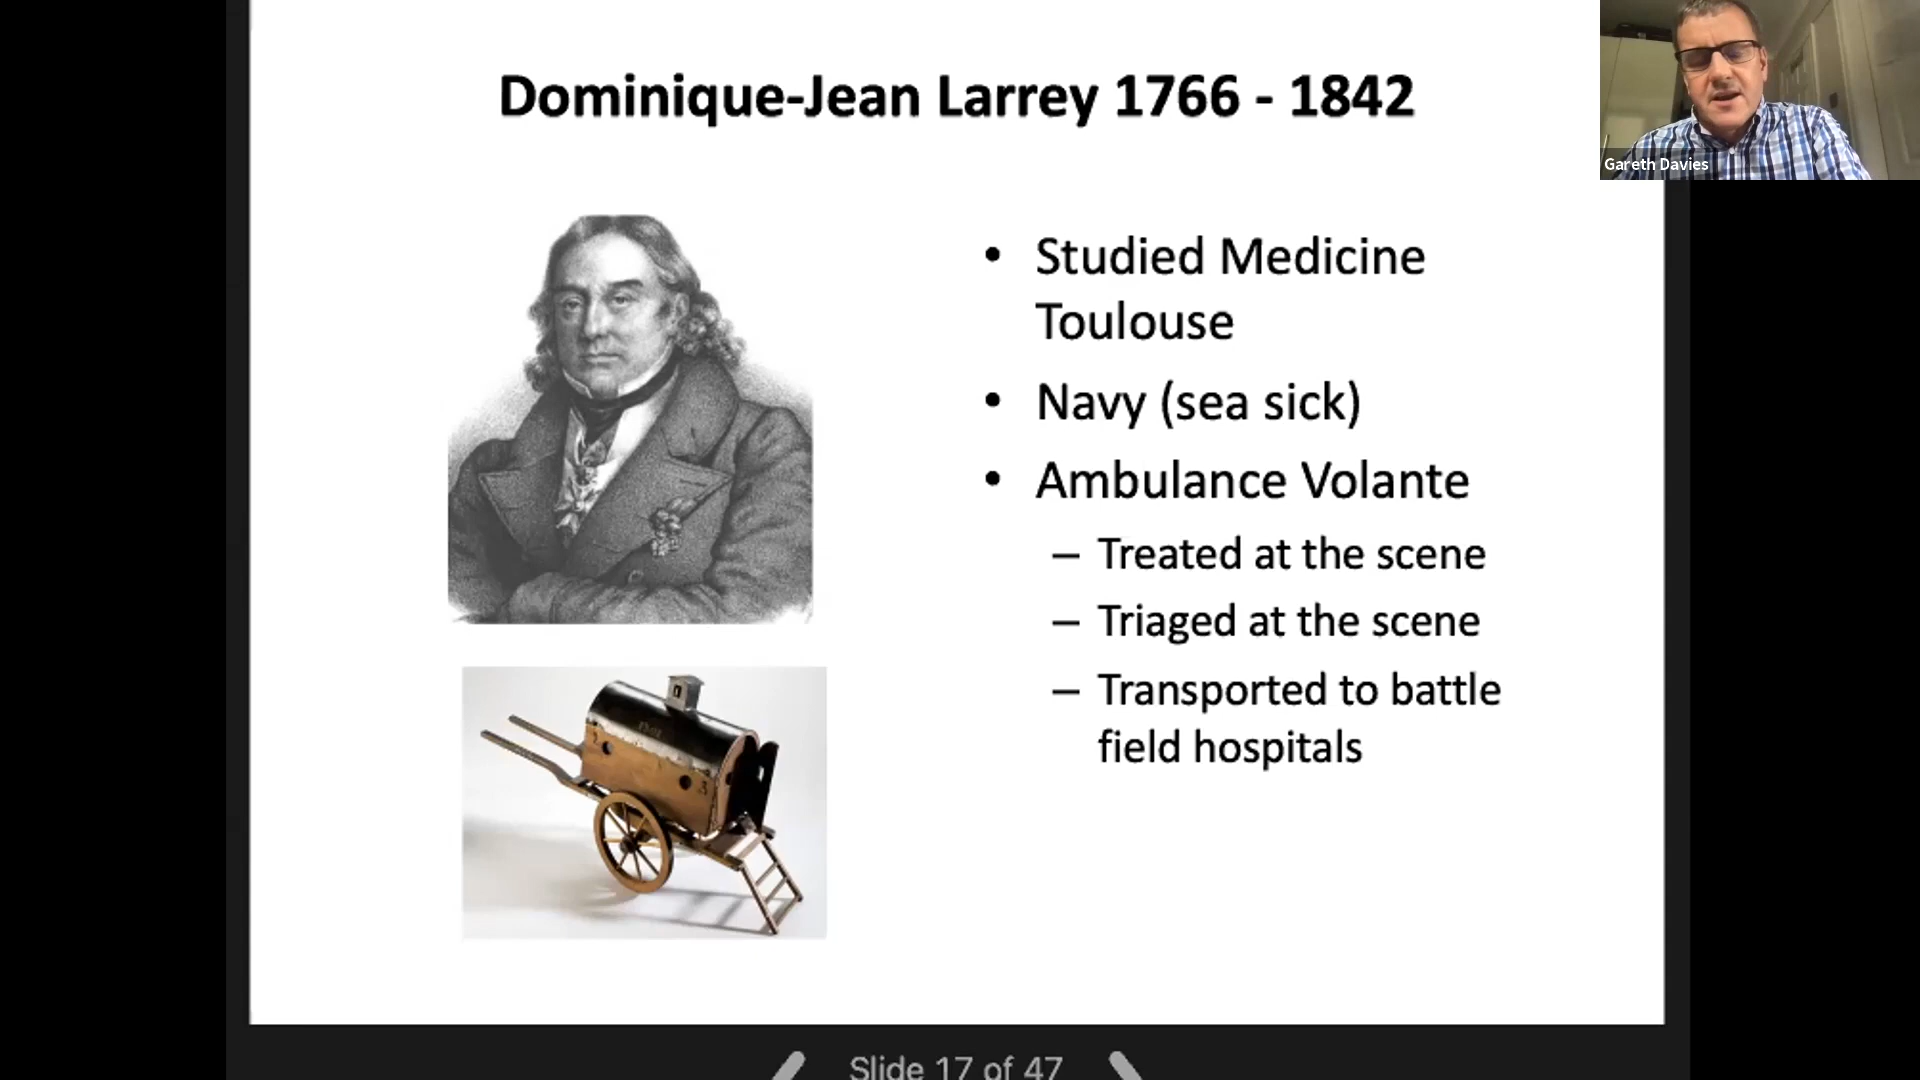 Dominique-Jean Larrey 1766 - 1842
Gareth Davies
• Studied Medicine
Toulouse
• Navy (sea sick)
• Ambulance Volante
– Treated at the scene
– Triaged at the scene
– Transported to battle
field hospitals
Slide 17 of 47